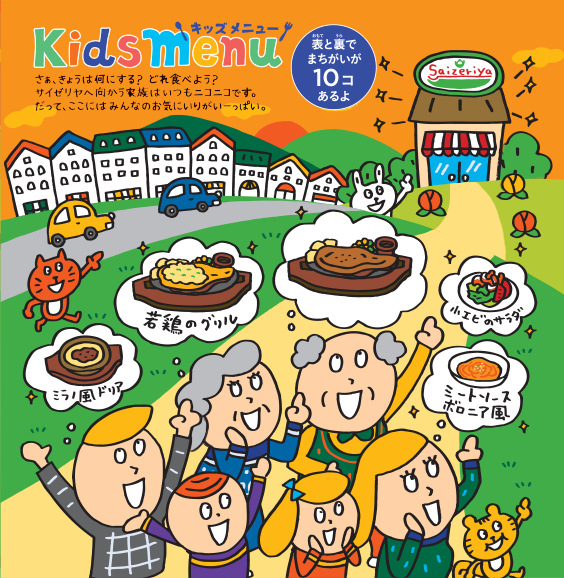 Kids menu
キッズメニュー
さぁ、きょうは何にする？ どれ食べよう？
サイゼリヤへ向かう家族はいつもニコニコです。
だって、ここには みんなのお気にいりがいーっぱい。
表と裏で
おもて うら
まちがいが
10コ
あるよ
Saizeriya
若鶏のグリル
小エビのサラダ
ミラノ風ドリア
ミートソース
ボロニア風